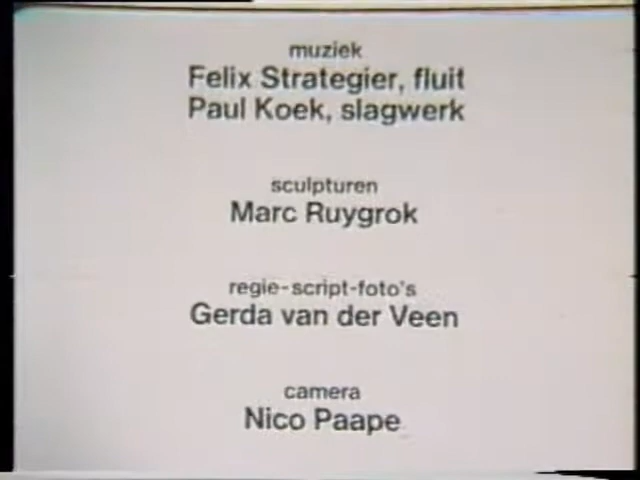 muziek
Felix Strategier, fluit
Paul Koek, slagwerk
sculpturen
Marc Ruygrok
regie-script-foto's
Gerda van der Veen
camera
Nico Paape